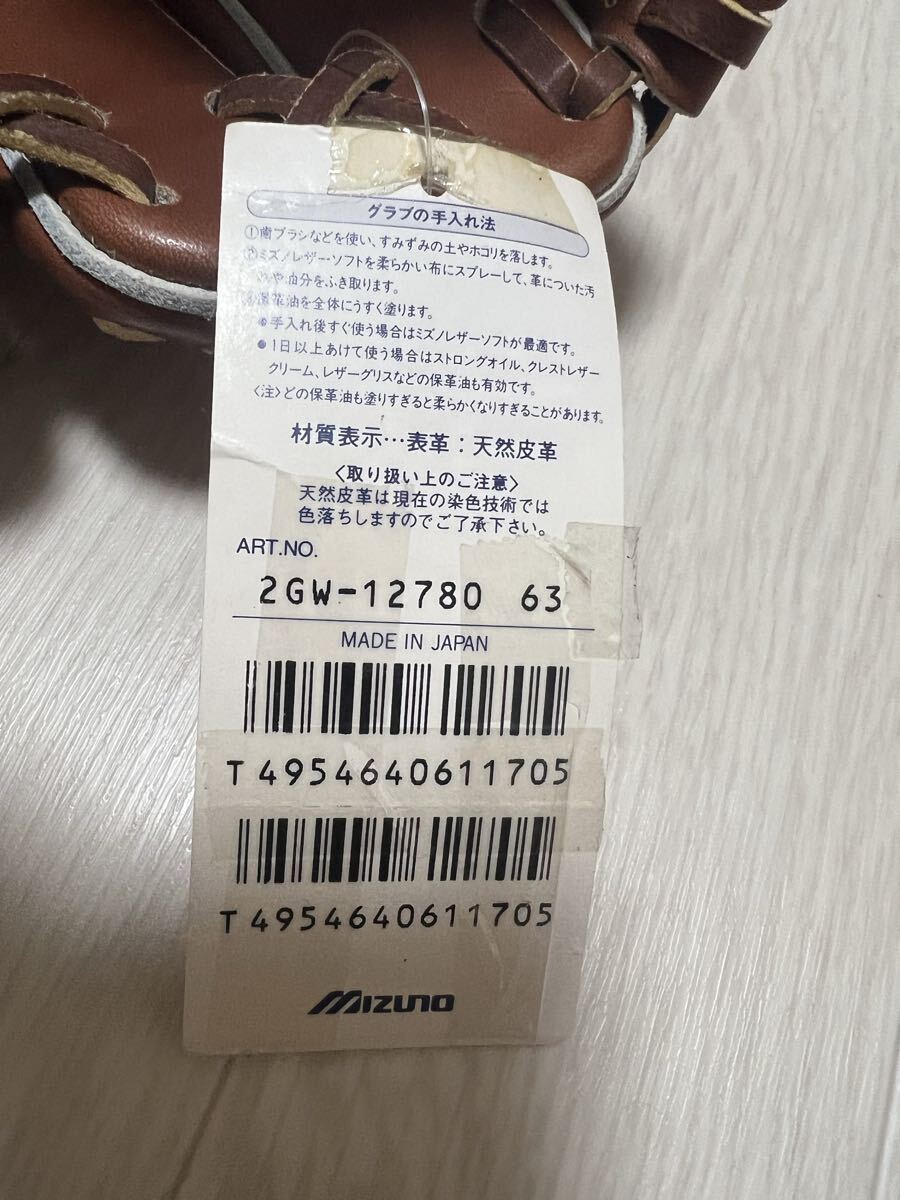 グラブの手入れ法
①歯ブラシなどを使い、すみずみの土やホコリを落します。
②ミズノレザーソフトを柔らかい布にスプレーして、革についた汚
や油分をふき取ります。
③保革油を全体にうすく塗ります。
●手入れ後すぐ使う場合はミズノレザーソフトが最適です。
●1日以上あけて使う場合はストロングオイル、クレストレザー
クリーム、レザーグリスなどの保革油も有効です。
〈注〉どの保革油も塗りすぎると柔らかくなりすぎることがあります。
材質表示…表革：天然皮革
〈取り扱い上のご注意〉
天然皮革は現在の染色技術では
色落ちしますのでご了承下さい。
ART.NO.
2GW-12780 63
MADE IN JAPAN
T4954640611705
T4954640611705
MIZUNO